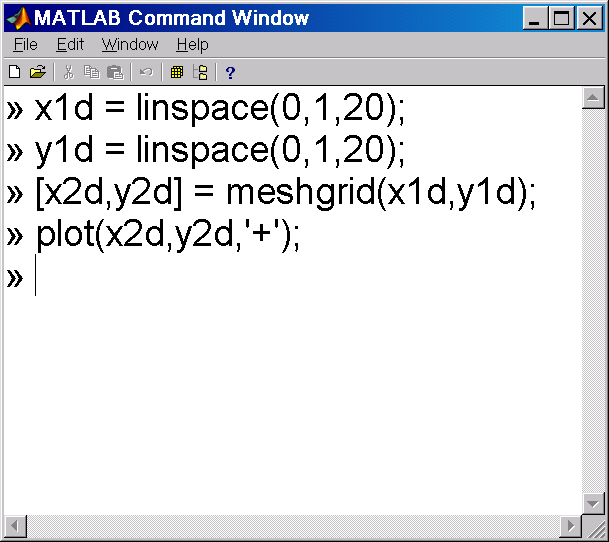 MATLAB Command Window
File Edit Window Help
?
» x1d = linspace(0,1,20);
» y1d = linspace(0,1,20);
» [x2d,y2d] = meshgrid(x1d,y1d);
» plot(x2d,y2d,'+');
»